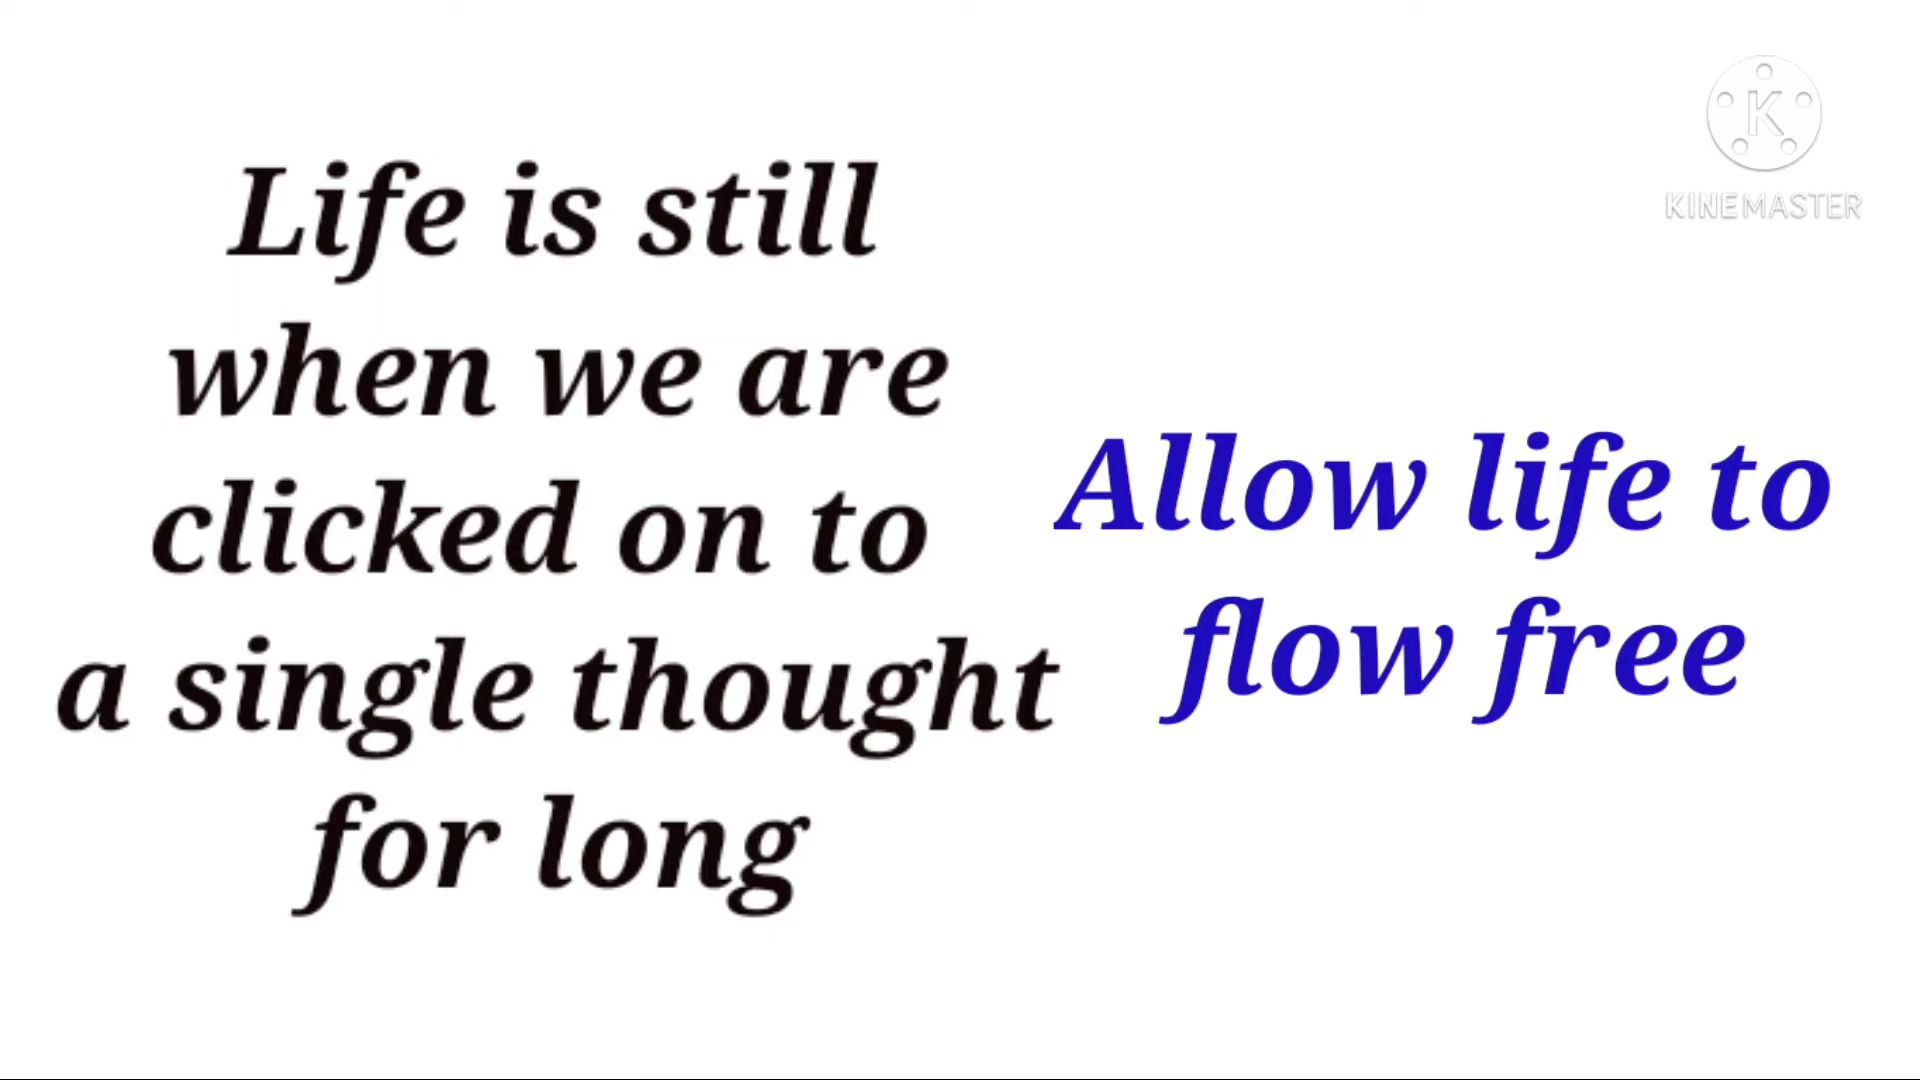 Life is still
when we are
clicked on to
a single thought
for long
Allow life to
flow free
K
KINEMASTER